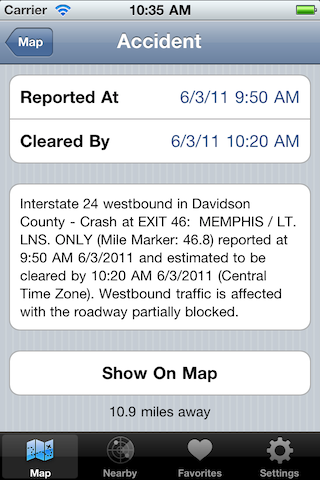 Carrier 10:35 AM
Map Accident
Reported At 6/3/11 9:50 AM
Cleared By 6/3/11 10:20 AM
Interstate 24 westbound in Davidson
County - Crash at EXIT 46:  MEMPHIS / LT.
LNS. ONLY (Mile Marker: 46.8) reported at
9:50 AM 6/3/2011 and estimated to be
cleared by 10:20 AM 6/3/2011 (Central
Time Zone). Westbound traffic is affected
with the roadway partially blocked.
Show On Map
10.9 miles away
Map Nearby Favorites Settings